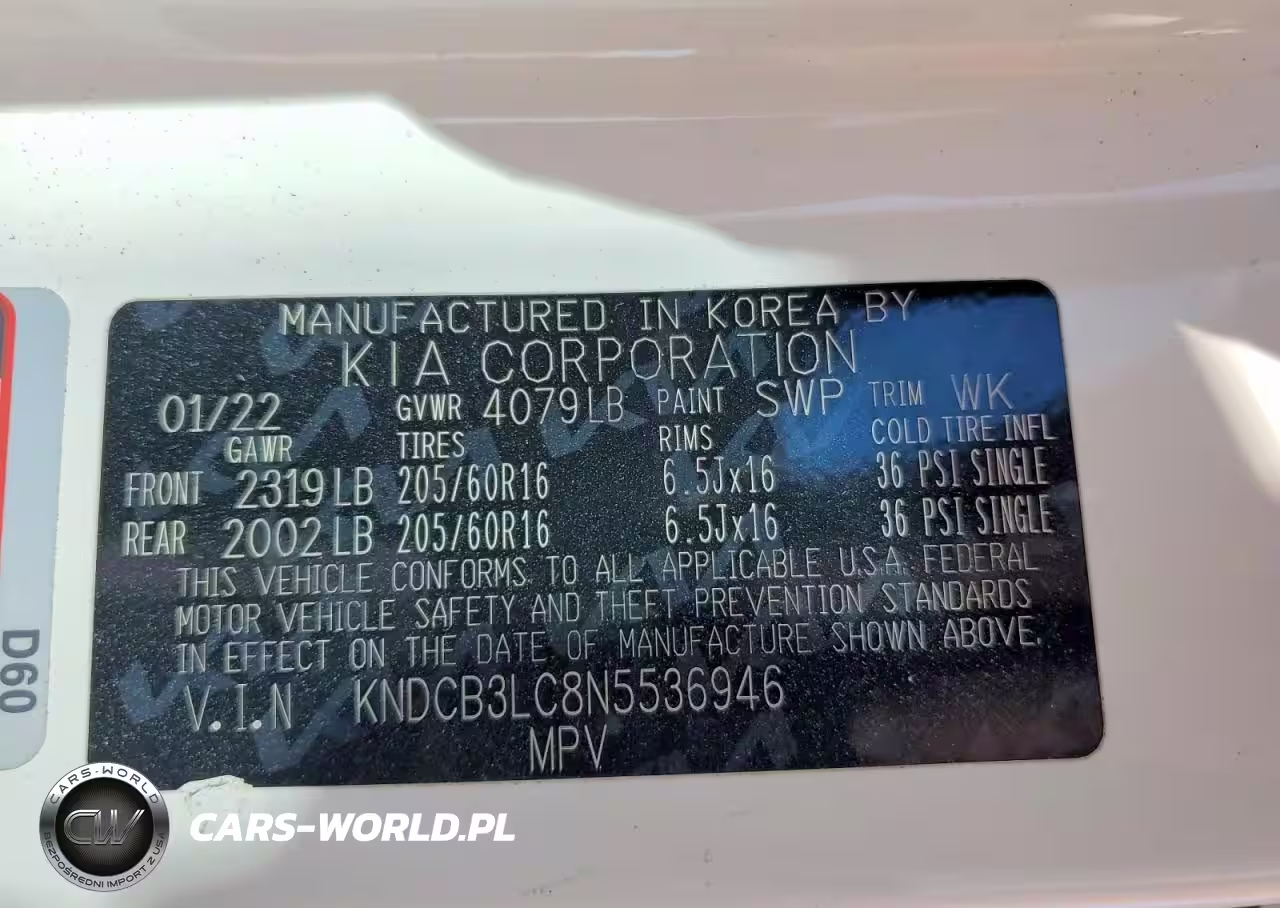 MANUFACTURED IN KOREA BY
KIA CORPORATION
01/22 GVWR 4079LB PAINT SWP TRIM WK
GAWR TIRES RIMS COLD TIRE INFL
FRONT 2319LB 205/60R16 6.5Jx16 36 PSI SINGLE
REAR 2002LB 205/60R16 6.5Jx16 36 PSI SINGLE
THIS VEHICLE CONFORMS TO ALL APPLICABLE U.S.A. FEDERAL
MOTOR VEHICLE SAFETY AND THEFT PREVENTION STANDARDS
IN EFFECT ON THE DATE OF MANUFACTURE SHOWN ABOVE.
V.I.N KNDCB3LC8N5536946
MPV
D60
CARS-WORLD
CW
BEZPOŚREDNI IMPORT Z USA
CARS-WORLD.PL